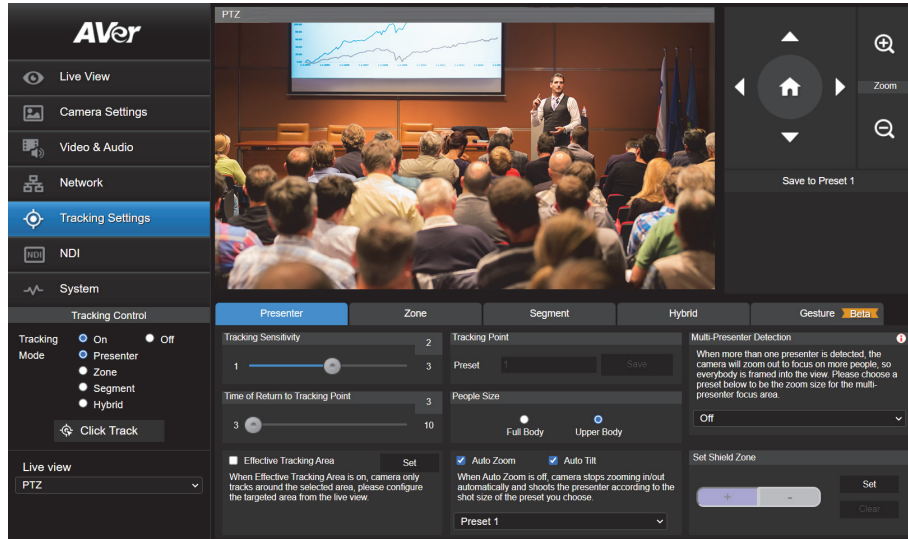 AVer
Live View
Camera Settings
Video & Audio
Network
Tracking Settings
NDI NDI
System
Tracking Control
Tracking On Off
Mode Presenter
Zone
Segment
Hybrid
Click Track
Live view
PTZ
PTZ
Zoom
Save to Preset 1
Presenter Zone Segment Hybrid Gesture Beta
Tracking Sensitivity
2
1 3
Time of Return to Tracking Point
3
3 10
Effective Tracking Area Set
When Effective Tracking Area is on, camera only
tracks around the selected area, please configure
the targeted area from the live view.
Tracking Point
Preset 1 Save
People Size
Full Body Upper Body
Auto Zoom Auto Tilt
When Auto Zoom is off, camera stops zooming in/out
automatically and shoots the presenter according to the
shot size of the preset you choose.
Preset 1
Multi-Presenter Detection
When more than one presenter is detected, the
camera will zoom out to focus on more people, so
everybody is framed into the view. Please choose a
preset below to be the zoom size for the multi-
presenter focus area.
Off
Set Shield Zone
+ - Set
Clear